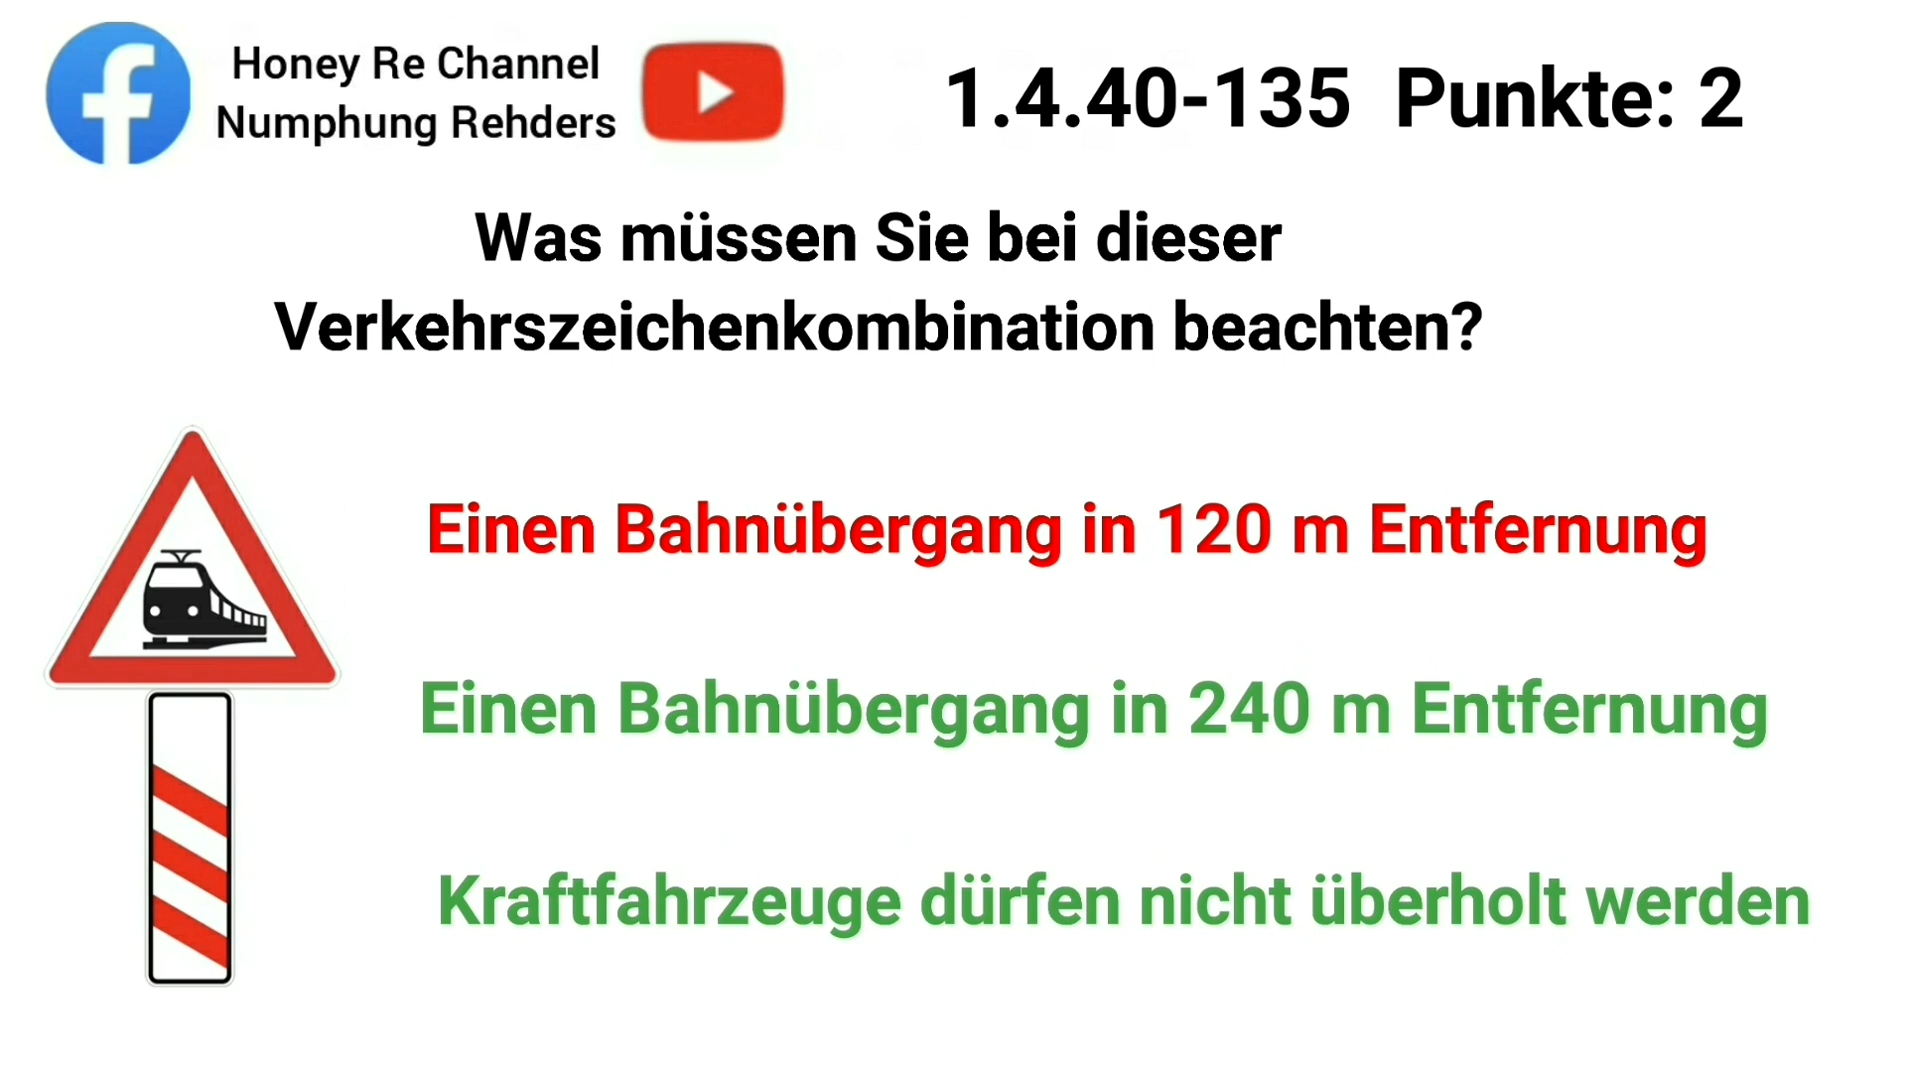 Honey Re Channel
Numphung Rehders
1.4.40-135 Punkte: 2
Was müssen Sie bei dieser
Verkehrszeichenkombination beachten?
Einen Bahnübergang in 120 m Entfernung
Einen Bahnübergang in 240 m Entfernung
Kraftfahrzeuge dürfen nicht überholt werden